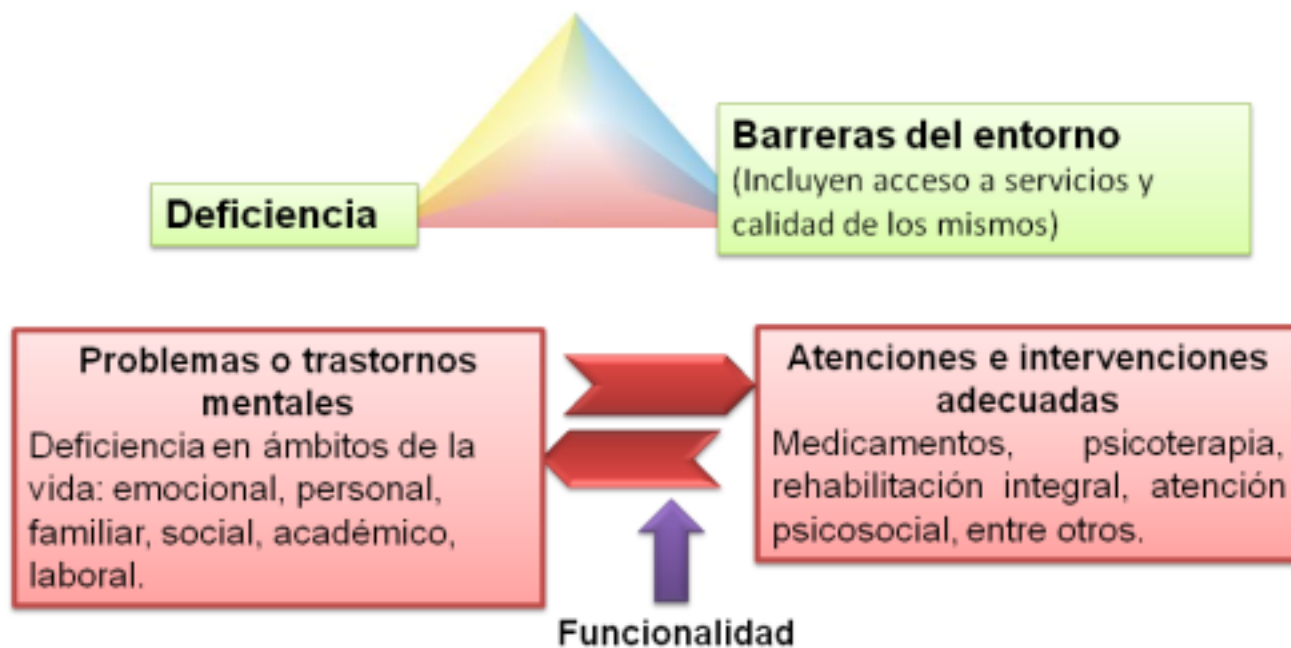 Deficiencia
Barreras del entorno
(Incluyen acceso a servicios y
calidad de los mismos)
Problemas o trastornos
mentales
Deficiencia en ámbitos de la
vida: emocional, personal,
familiar, social, académico,
laboral.
Atenciones e intervenciones
adecuadas
Medicamentos, psicoterapia,
rehabilitación integral, atención
psicosocial, entre otros.
Funcionalidad